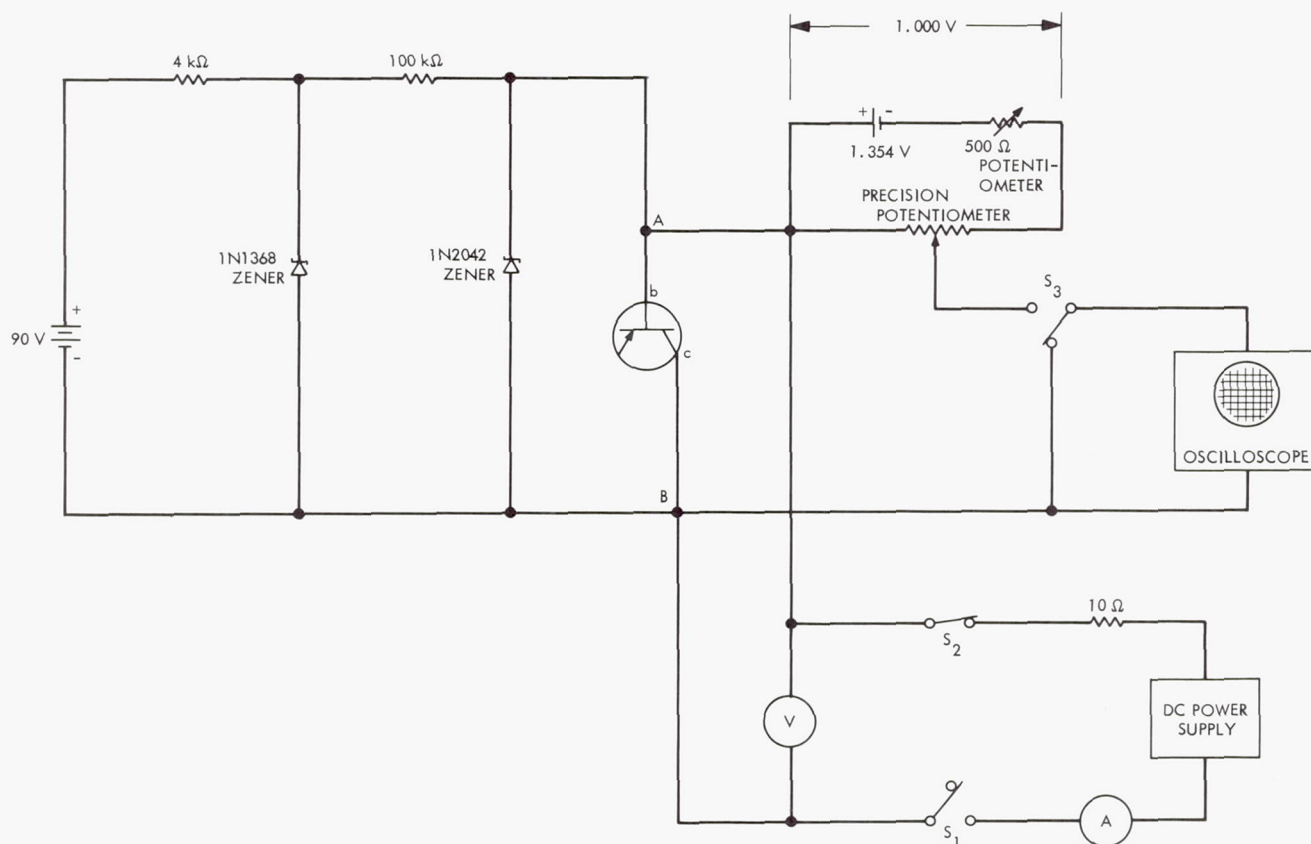 1.000 V
4 kΩ
100 kΩ
+ -
1.354 V
500 Ω
POTENTI-
OMETER
PRECISION
POTENTIOMETER
A
1N1368
ZENER
1N2042
ZENER
b
c
S3
+
90 V
-
OSCILLOSCOPE
B
10 Ω
S2
V
DC POWER
SUPPLY
S1
A